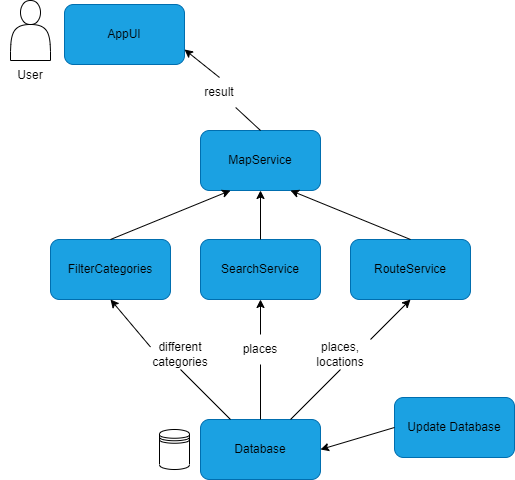 AppUI
User
result
MapService
FilterCategories
SearchService
RouteService
different
categories
places
places,
locations
Update Database
Database